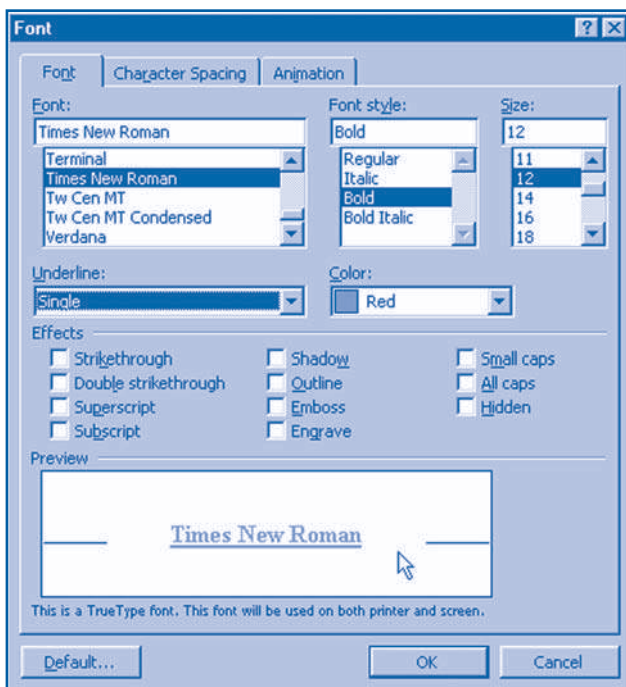 Font
Font Character Spacing Animation
Font: Font style: Size:
Times New Roman Bold 12
Terminal Regular 11
Times New Roman Italic 12
Tw Cen MT Bold 14
Tw Cen MT Condensed Bold Italic 16
Verdana 18
Underline: Color:
Single Red
Effects
Strikethrough Shadow Small caps
Double strikethrough Outline All caps
Superscript Emboss Hidden
Subscript Engrave
Preview
Times New Roman
This is a TrueType font. This font will be used on both printer and screen.
Default... OK Cancel